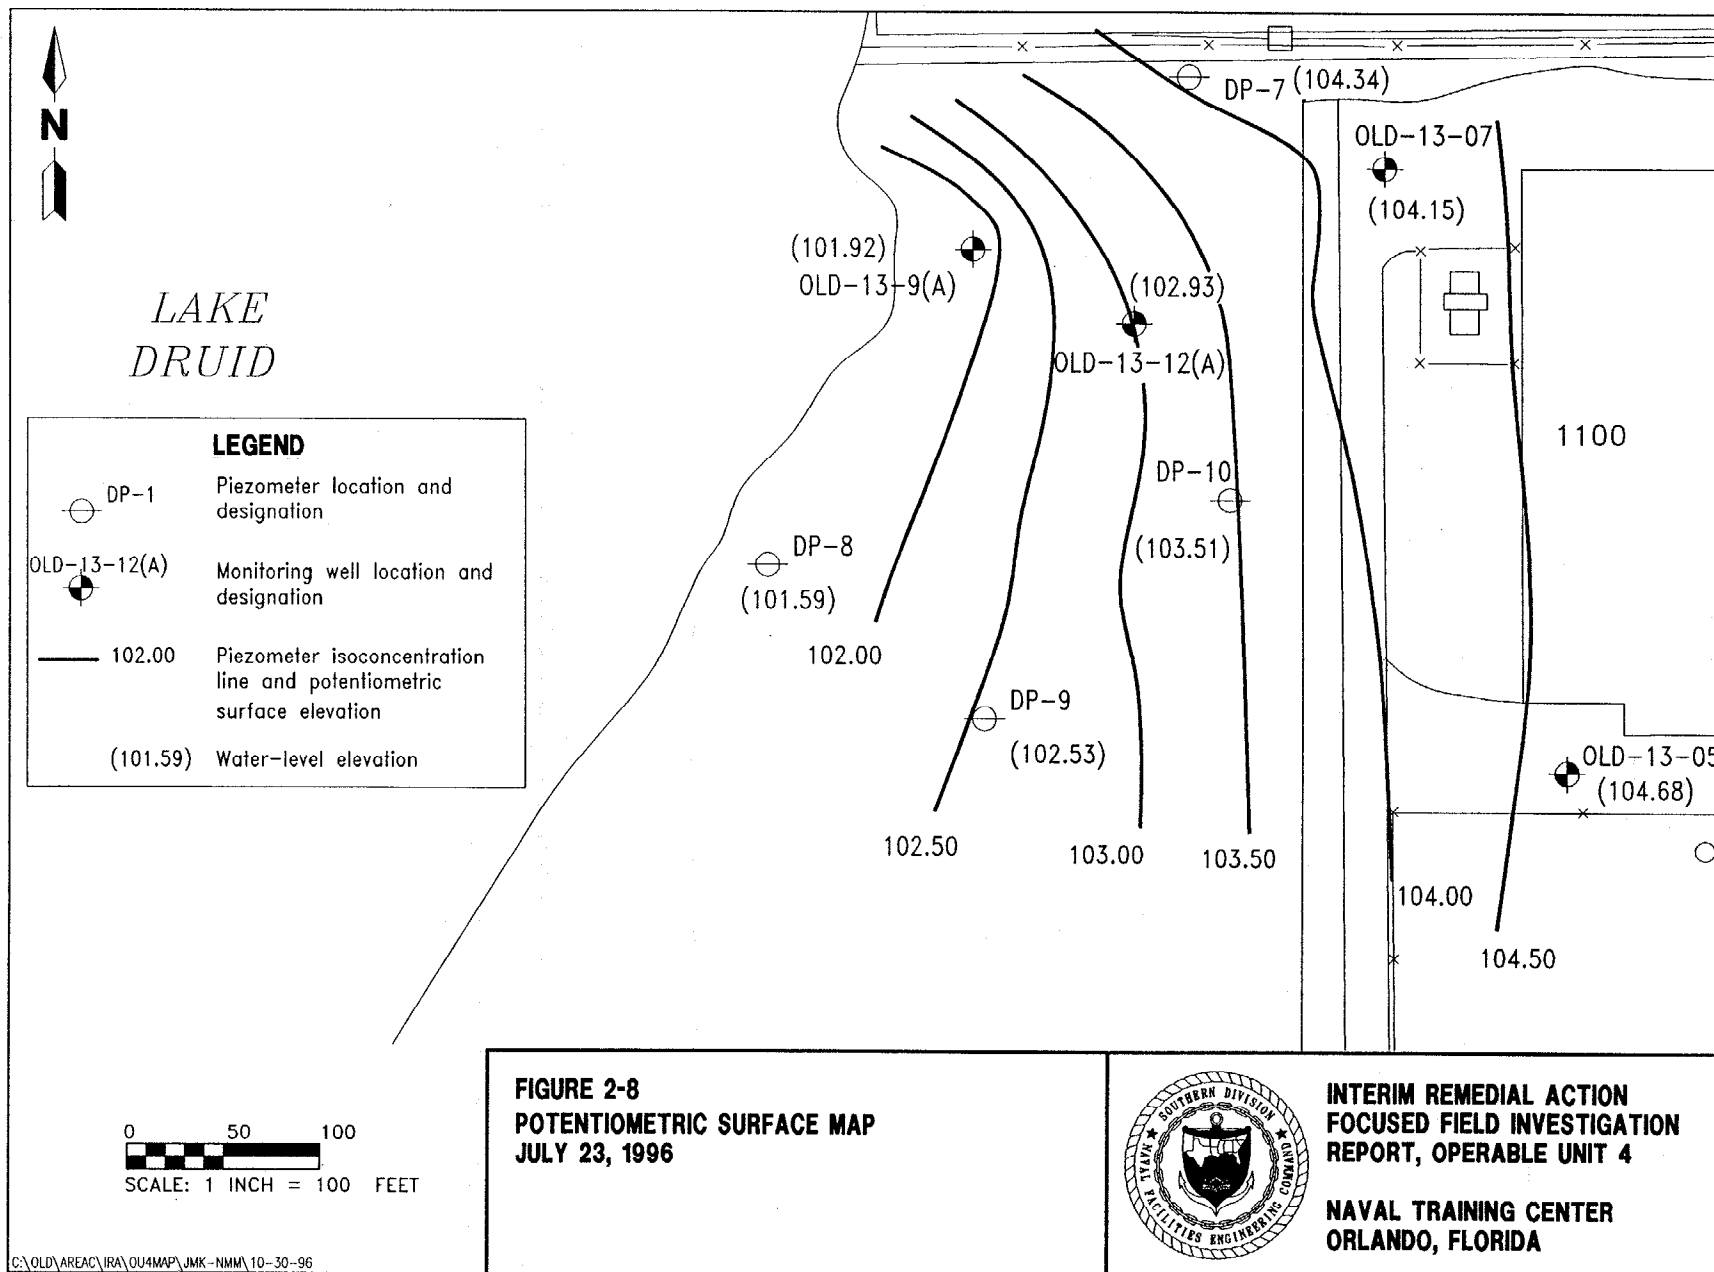 N
LAKE
DRUID
DP-7 (104.34)
OLD-13-07
(104.15)
(101.92)
OLD-13-9(A)
(102.93)
OLD-13-12(A)
1100
DP-10
(103.51)
DP-8
(101.59)
102.00
DP-9
(102.53)
OLD-13-05
(104.68)
102.50
103.00
103.50
104.00
104.50
LEGEND
DP-1
Piezometer location and
designation
OLD-13-12(A)
Monitoring well location and
designation
102.00
Piezometer isoconcentration
line and potentiometric
surface elevation
(101.59) Water-level elevation
0 50 100
SCALE: 1 INCH = 100 FEET
C:\OLD\AREAC\IRA\OU4MAP\JMK-NMM\10-30-96
FIGURE 2-8
POTENTIOMETRIC SURFACE MAP
JULY 23, 1996
SOUTHERN DIVISION
NAVAL FACILITIES ENGINEERING COMMAND
INTERIM REMEDIAL ACTION
FOCUSED FIELD INVESTIGATION
REPORT, OPERABLE UNIT 4
NAVAL TRAINING CENTER
ORLANDO, FLORIDA